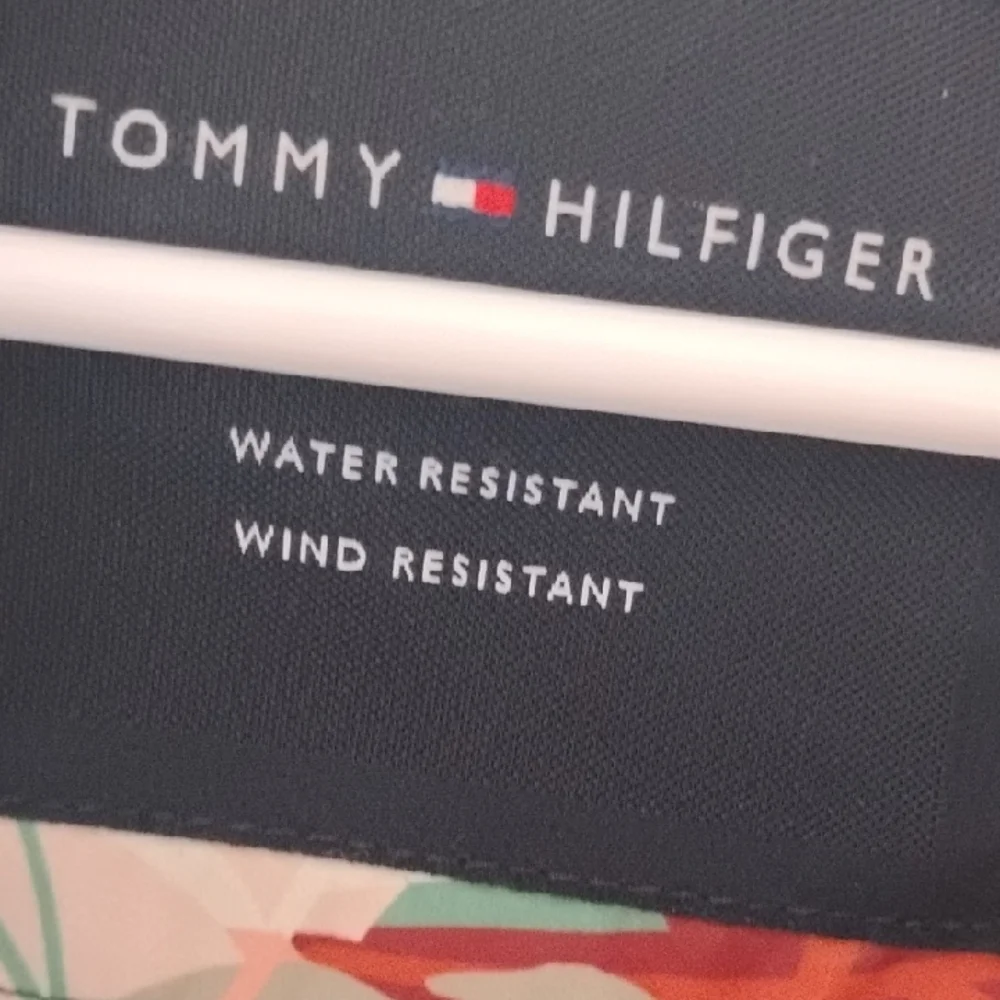 TOMMY HILFIGER
WATER RESISTANT
WIND RESISTANT